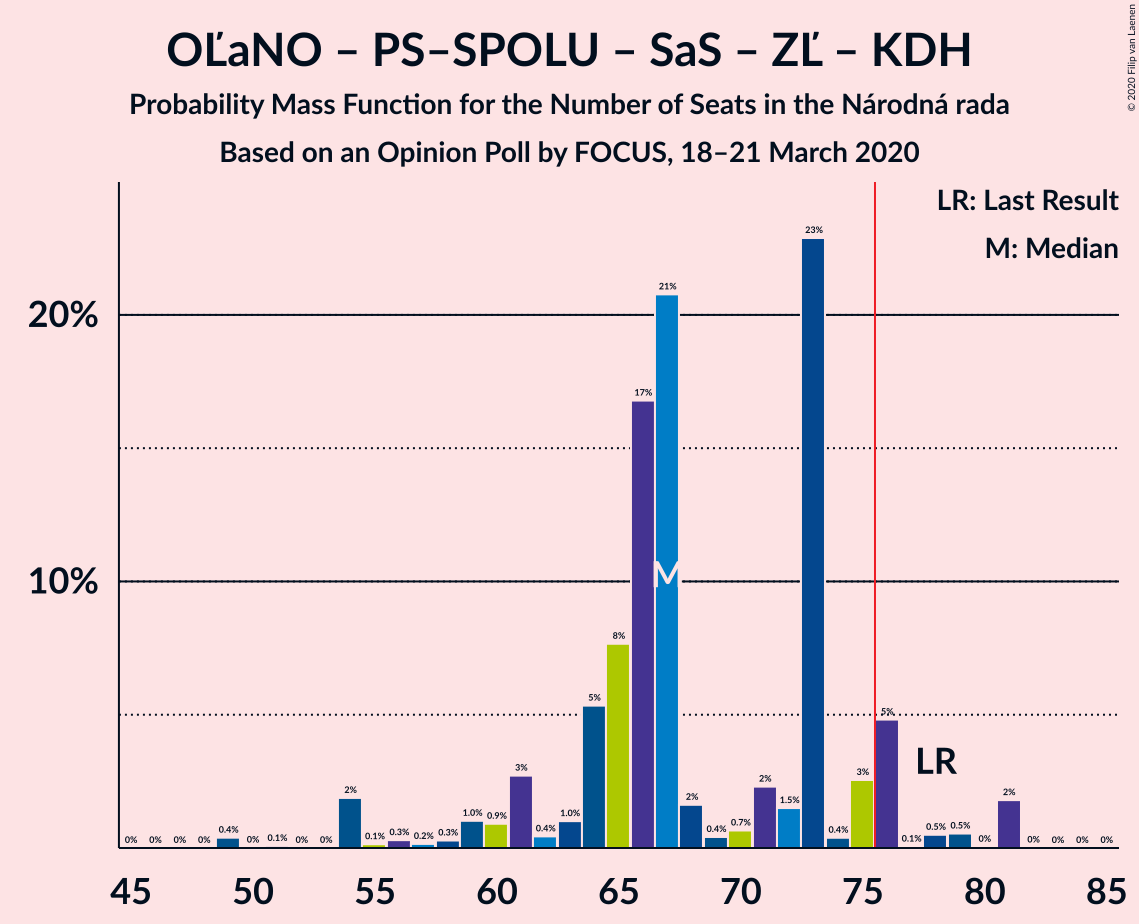 OĽaNO – PS–SPOLU – SaS – ZĽ – KDH
Probability Mass Function for the Number of Seats in the Národná rada
Based on an Opinion Poll by FOCUS, 18–21 March 2020
© 2020 Filip van Laenen
LR: Last Result
M: Median
20%
10%
0% 0% 0% 0% 0.4% 0% 0.1% 0% 0% 2% 0.1% 0.3% 0.2% 0.3% 1.0% 0.9% 3% 0.4% 1.0% 5% 8% 17% 21% 2% 0.4% 0.7% 2% 1.5% 23% 0.4% 3% 5% 0.1% 0.5% 0.5% 0% 2% 0% 0% 0% 0%
M
LR
45 50 55 60 65 70 75 80 85